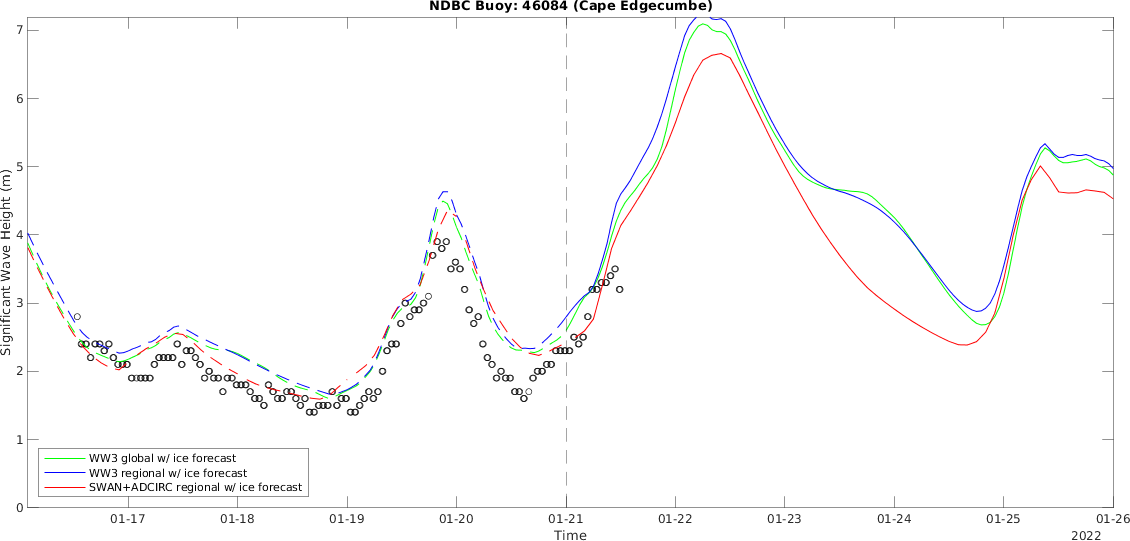 NDBC Buoy: 46084 (Cape Edgecumbe)
7
6
5
4
3
2
1
0
Significant Wave Height (m)
WW3 global w/ ice forecast
WW3 regional w/ ice forecast
SWAN+ADCIRC regional w/ ice forecast
01-17 01-18 01-19 01-20 01-21 01-22 01-23 01-24 01-25 01-26
Time
2022